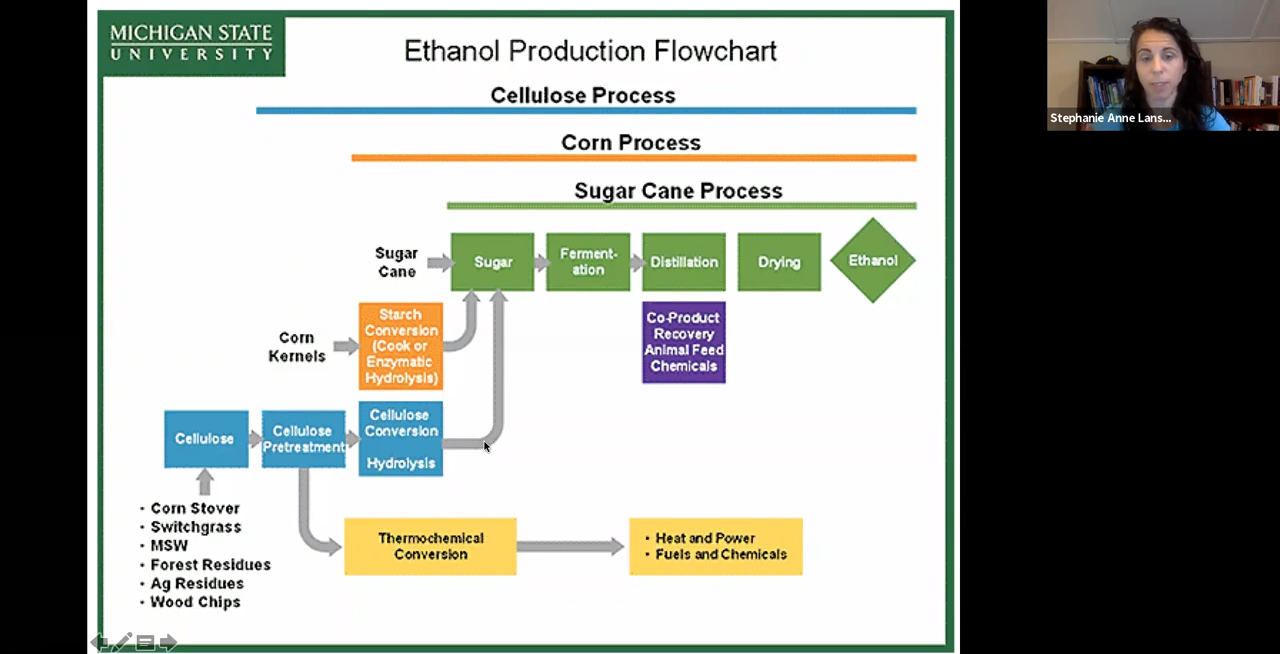 MICHIGAN STATE
UNIVERSITY
Ethanol Production Flowchart
Cellulose Process
Corn Process
Sugar Cane Process
Sugar
Cane
Sugar
Ferment-
ation
Distillation
Drying
Ethanol
Corn
Kernels
Starch
Conversion
(Cook or
Enzymatic
Hydrolysis)
Co-Product
Recovery
Animal Feed
Chemicals
Cellulose
Cellulose
Pretreatment
Cellulose
Conversion
Hydrolysis
• Corn Stover
• Switchgrass
• MSW
• Forest Residues
• Ag Residues
• Wood Chips
Thermochemical
Conversion
• Heat and Power
• Fuels and Chemicals
Stephanie Anne Lans...